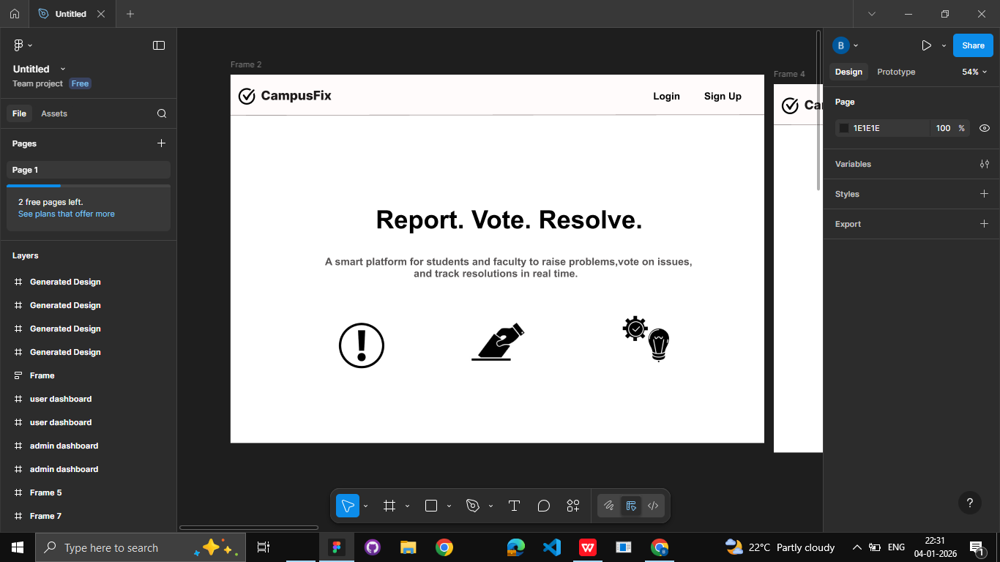 Untitled
Untitled
Team project Free
File Assets
Pages
Page 1
2 free pages left.
See plans that offer more
Layers
Generated Design
Generated Design
Generated Design
Generated Design
Frame
user dashboard
user dashboard
admin dashboard
admin dashboard
Frame 5
Frame 7
Frame 2
CampusFix
Login Sign Up
Report. Vote. Resolve.
A smart platform for students and faculty to raise problems,vote on issues,
and track resolutions in real time.
Frame 4
Ca
B
Share
Design Prototype 54%
Page
1E1E1E 100 %
Variables
Styles
Export
?
Type here to search
22°C Partly cloudy
ENG
22:31
04-01-2026
1